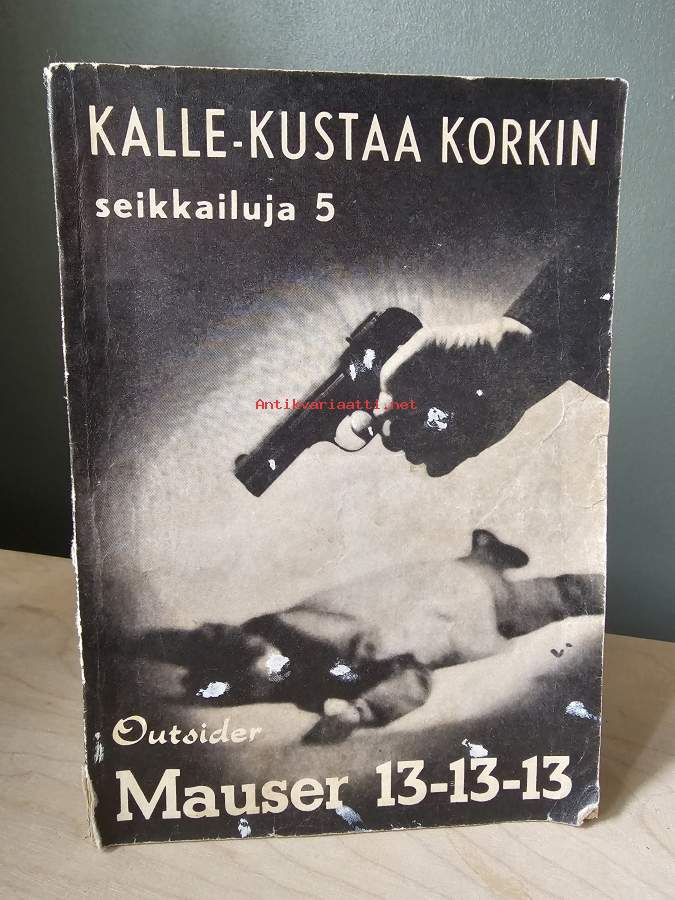 KALLE-KUSTAA KORKIN
seikkailuja 5
Antikvariaatti.net
Outsider
Mauser 13-13-13